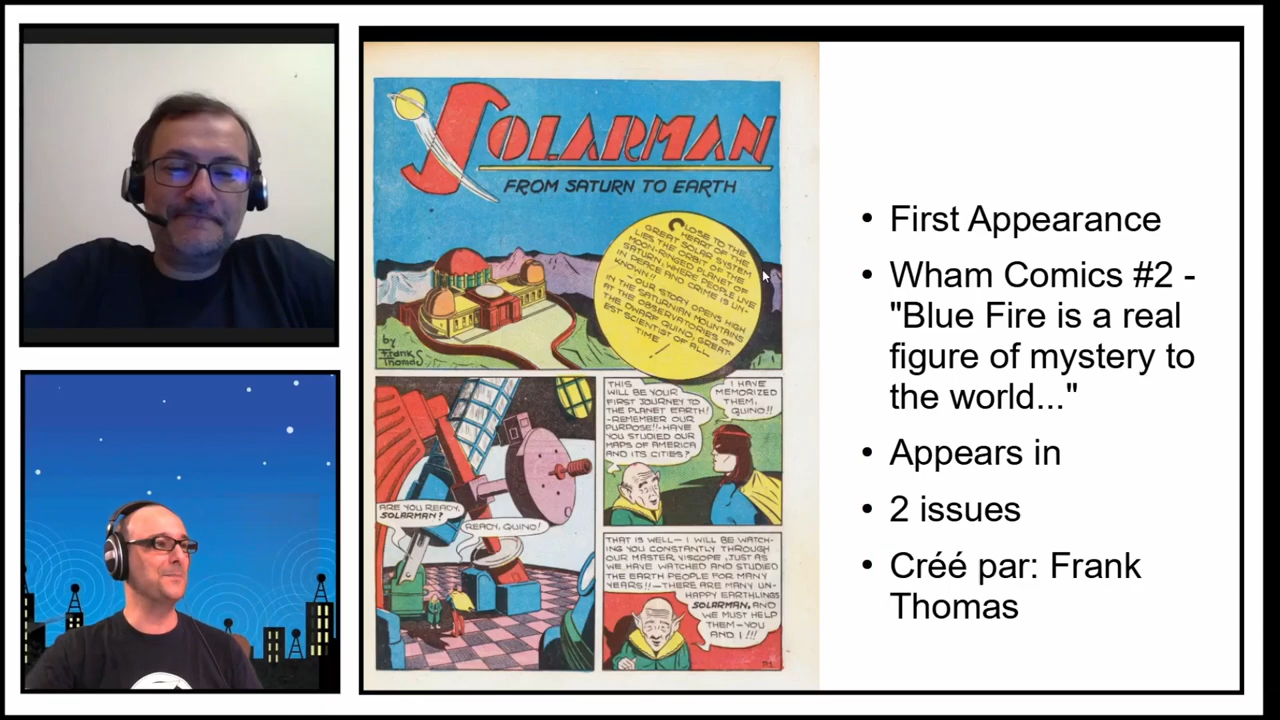 SOLARMAN
FROM SATURN TO EARTH
CLOSE TO THE
HEART OF THE
GREAT SOLAR SYSTEM
LIES THE ORBIT OF THE
MOON-RINGED PLANET OF
SATURN, WHERE PEOPLE LIVE
IN PEACE AND CRIME IS UN-
KNOWN!!
-OUR STORY OPENS HIGH
IN THE SATURNIAN MOUNTAINS
AT THE OBSERVATORIES OF
THE DWARF QUINO, GREAT-
EST SCIENTIST OF ALL
TIME!
by
Frank
Thomas
ARE YOU READY,
SOLARMAN?
READY, QUINO!
THIS
WILL BE YOUR
FIRST JOURNEY TO
THE PLANET EARTH!
-REMEMBER OUR
PURPOSE!!-HAVE
YOU STUDIED OUR
MAPS OF AMERICA
AND ITS CITIES?
I HAVE
MEMORIZED
THEM,
QUINO!!
THAT IS WELL— I WILL BE WATCH-
ING YOU CONSTANTLY THROUGH
OUR MASTER VISCOPE, JUST AS
WE HAVE WATCHED AND STUDIED
THE EARTH PEOPLE FOR MANY
YEARS!!—THERE ARE MANY UN-
HAPPY EARTHLINGS
SOLARMAN, AND
WE MUST HELP
THEM—YOU
AND I!!!
• First Appearance
• Wham Comics #2 -
"Blue Fire is a real
figure of mystery to
the world..."
• Appears in
• 2 issues
• Créé par: Frank
Thomas